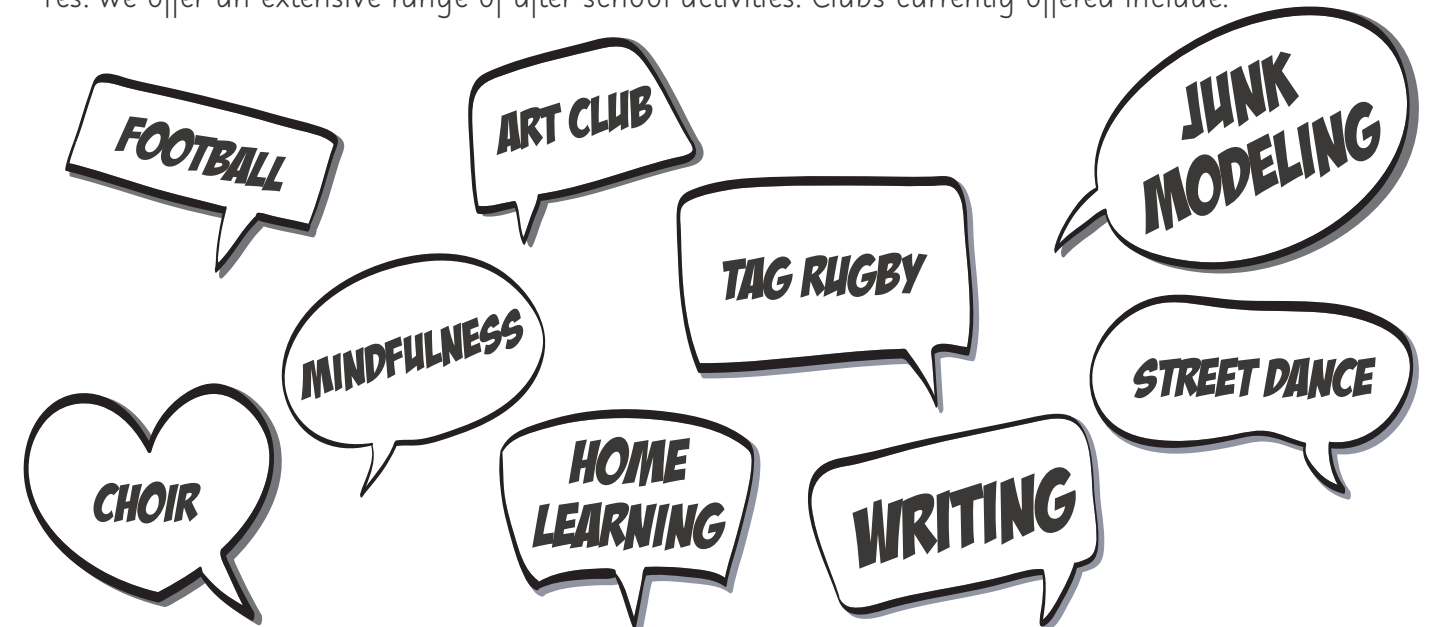 Yes. We offer an extensive range of after school activities. Clubs currently offered include:
FOOTBALL
ART CLUB
JUNK
MODELING
TAG RUGBY
MINDFULNESS
STREET DANCE
CHOIR
HOME
LEARNING
WRITING